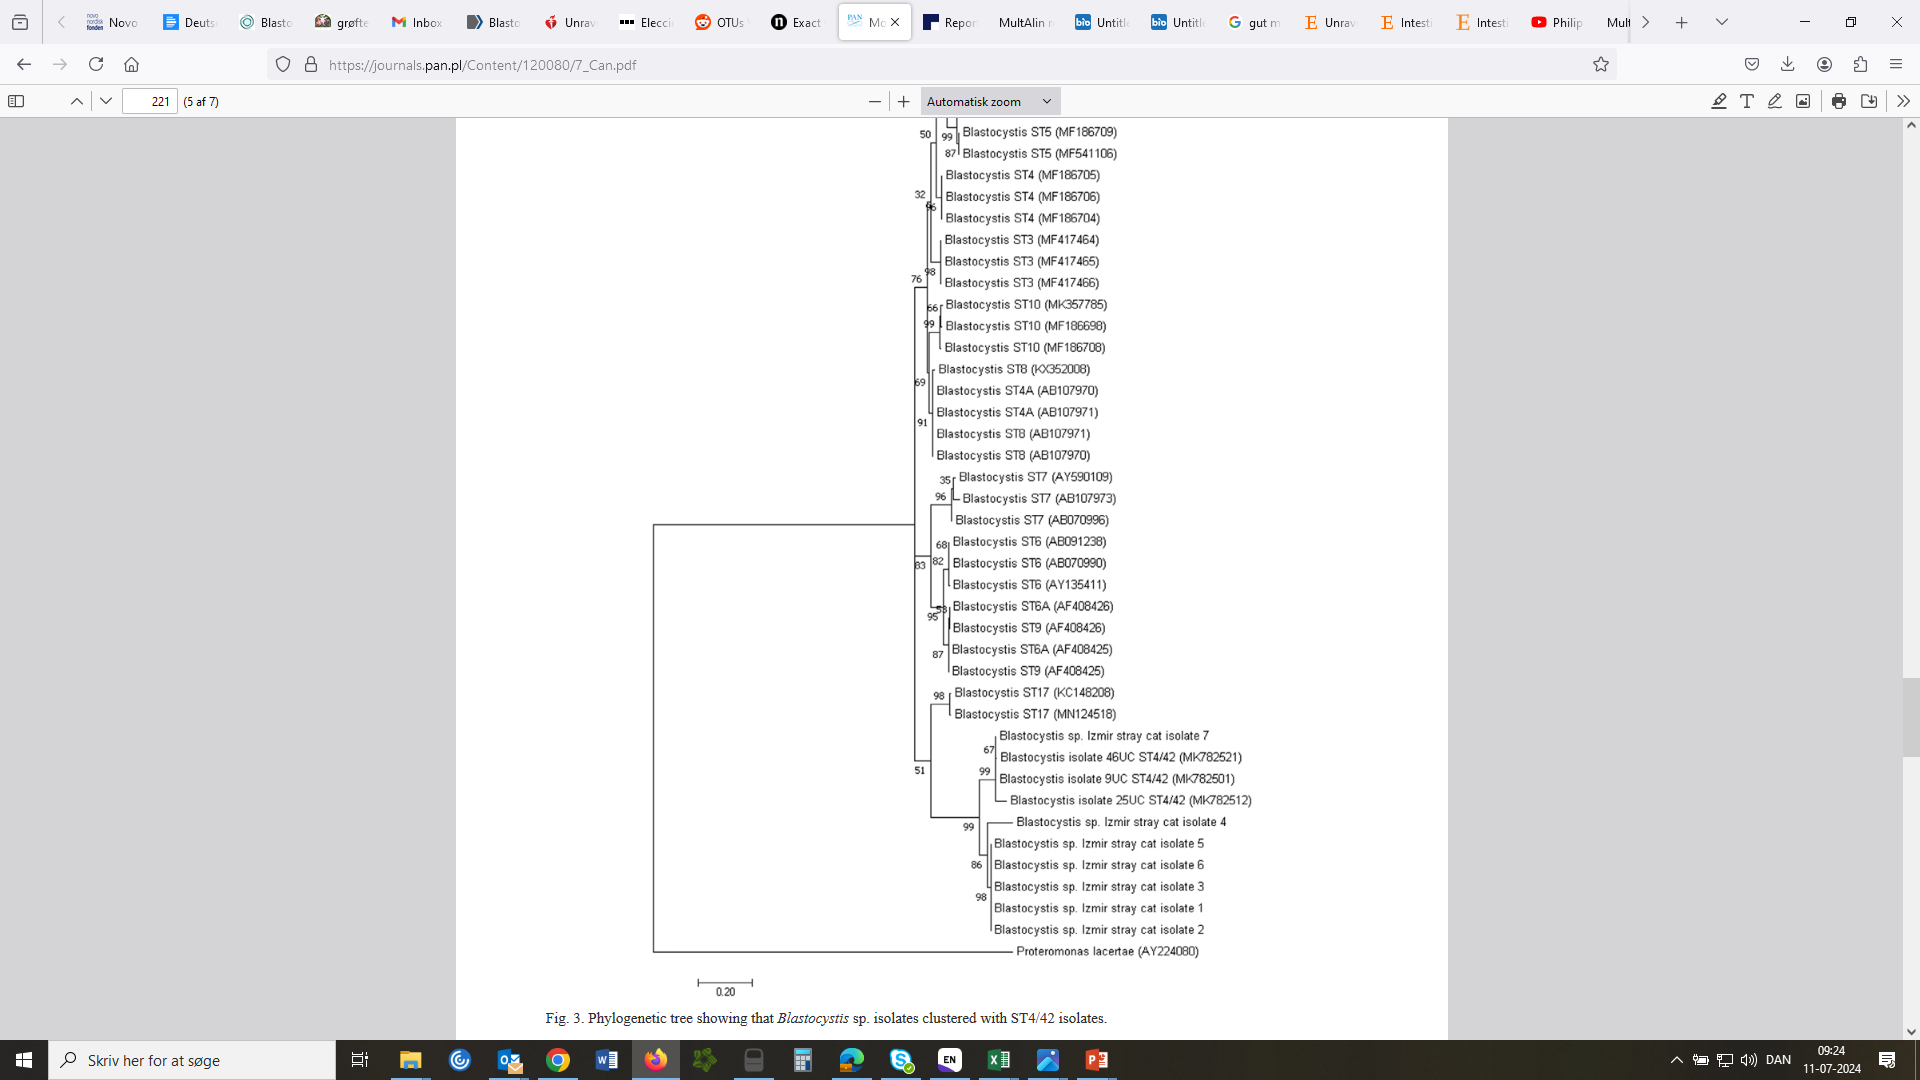 novo nordisk fonden
Novo
Deuts
Blasto
grøfte
Inbox
Blasto
Unrav
Elecci
OTUs
Exact
PAN
Mo
Repor
MultAlin
Untitle
Untitle
gut m
Unrav
Intesti
Intesti
Philip
Mult
https://journals.pan.pl/Content/120080/7_Can.pdf
221 (5 af 7)
Automatisk zoom
50
99
Blastocystis ST5 (MF186709)
87
Blastocystis ST5 (MF541106)
Blastocystis ST4 (MF186705)
32
96
Blastocystis ST4 (MF186706)
Blastocystis ST4 (MF186704)
Blastocystis ST3 (MF417464)
Blastocystis ST3 (MF417465)
98
76
Blastocystis ST3 (MF417466)
66
Blastocystis ST10 (MK357785)
99
Blastocystis ST10 (MF186698)
Blastocystis ST10 (MF186708)
Blastocystis ST8 (KX352008)
69
Blastocystis ST4A (AB107970)
Blastocystis ST4A (AB107971)
91
Blastocystis ST8 (AB107971)
Blastocystis ST8 (AB107970)
35
Blastocystis ST7 (AY590109)
96
Blastocystis ST7 (AB107973)
Blastocystis ST7 (AB070996)
68
Blastocystis ST6 (AB091238)
83
82
Blastocystis ST6 (AB070990)
Blastocystis ST6 (AY135411)
95
53
Blastocystis ST6A (AF408426)
Blastocystis ST9 (AF408426)
87
Blastocystis ST6A (AF408425)
Blastocystis ST9 (AF408425)
98
Blastocystis ST17 (KC148208)
Blastocystis ST17 (MN124518)
Blastocystis sp. Izmir stray cat isolate 7
67
Blastocystis isolate 46UC ST4/42 (MK782521)
51
99
Blastocystis isolate 9UC ST4/42 (MK782501)
Blastocystis isolate 25UC ST4/42 (MK782512)
99
Blastocystis sp. Izmir stray cat isolate 4
Blastocystis sp. Izmir stray cat isolate 5
86
Blastocystis sp. Izmir stray cat isolate 6
Blastocystis sp. Izmir stray cat isolate 3
98
Blastocystis sp. Izmir stray cat isolate 1
Blastocystis sp. Izmir stray cat isolate 2
Proteromonas lacertae (AY224080)
0.20
Fig. 3. Phylogenetic tree showing that Blastocystis sp. isolates clustered with ST4/42 isolates.
Skriv her for at søge
EN
DAN
09:24
11-07-2024